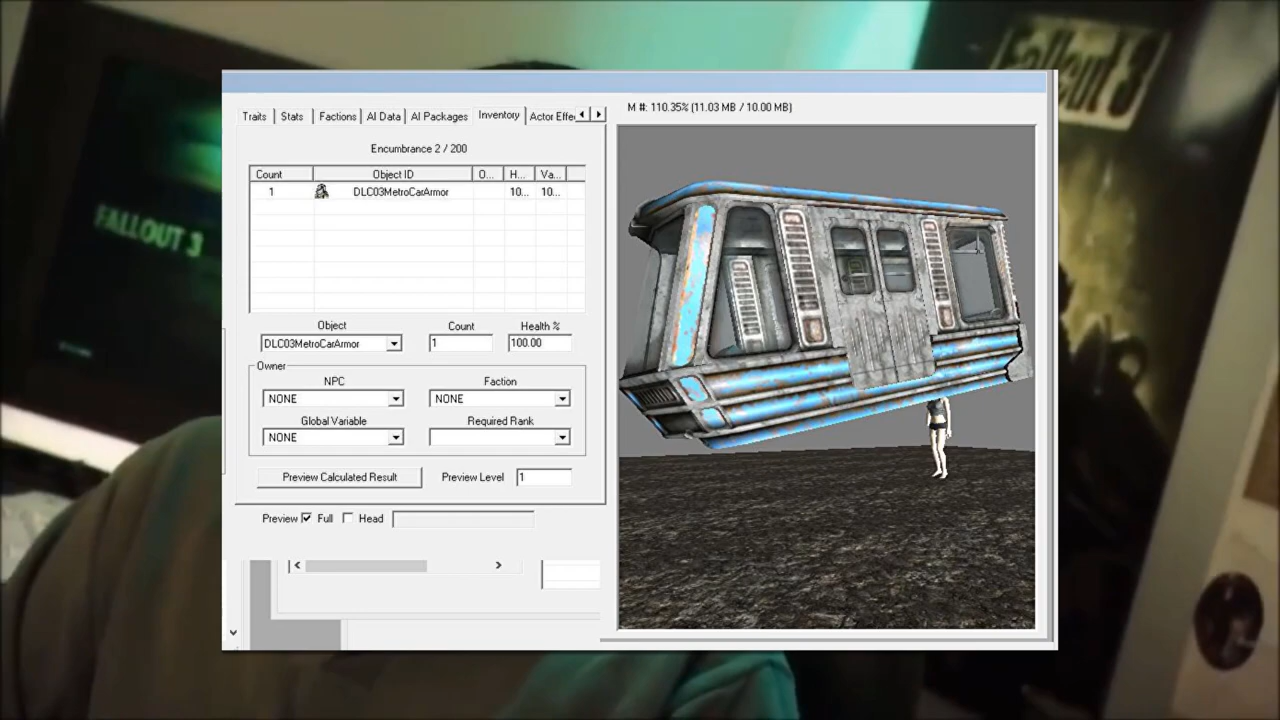 Fallout 3
FALLOUT 3
M #: 110.35% (11.03 MB / 10.00 MB)
Traits
Stats
Factions
AI Data
AI Packages
Inventory
Actor Effe
Encumbrance 2 / 200
Count
Object ID
O...
H...
Va...
1
DLC03MetroCarArmor
10...
10...
Object
Count
Health %
DLC03MetroCarArmor
1
100.00
Owner
NPC
Faction
NONE
NONE
Global Variable
Required Rank
NONE
Preview Calculated Result
Preview Level
1
Preview
Full
Head